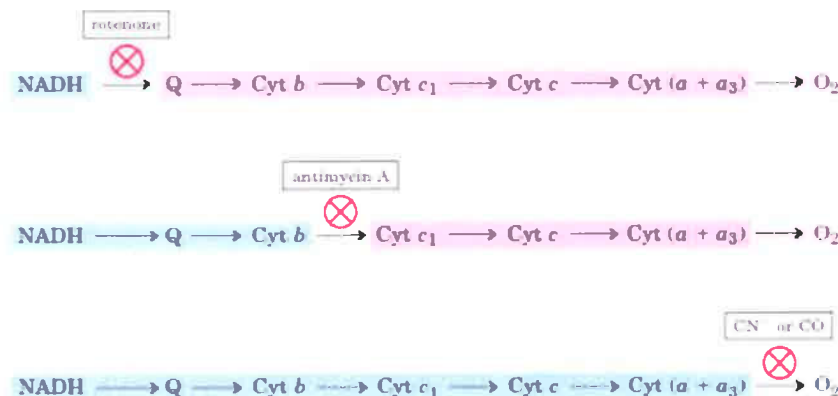 rotenone
NADH → Q → Cyt b → Cyt c₁ → Cyt c → Cyt (a + a₃) → O₂
antimycin A
NADH → Q → Cyt b → Cyt c₁ → Cyt c → Cyt (a + a₃) → O₂
CN⁻ or CO
NADH → Q → Cyt b → Cyt c₁ → Cyt c → Cyt (a + a₃) → O₂